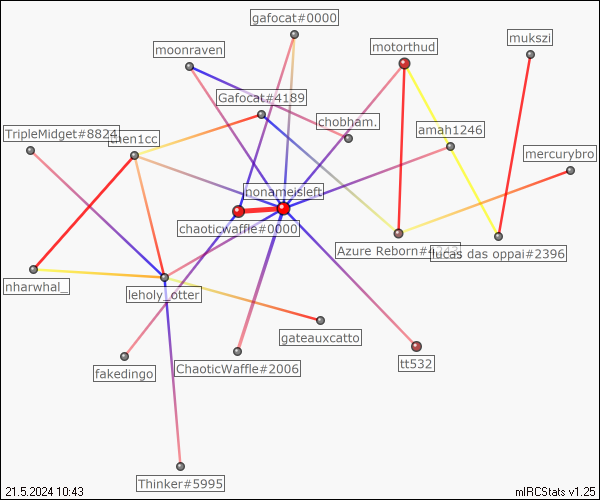 gafocat#0000
mukszi
moonraven
motorthud
Gafocat#4189
chobham.
amah1246
TripleMidget#8824
then1cc
mercurybro
nonameisleft
chaoticwaffle#0000
Azure Reborn
lucas das oppai#2396
nharwhal_
leholy_otter
gateauxcatto
fakedingo
ChaoticWaffle#2006
tt532
Thinker#5995
21.5.2024 10:43
mIRCStats v1.25